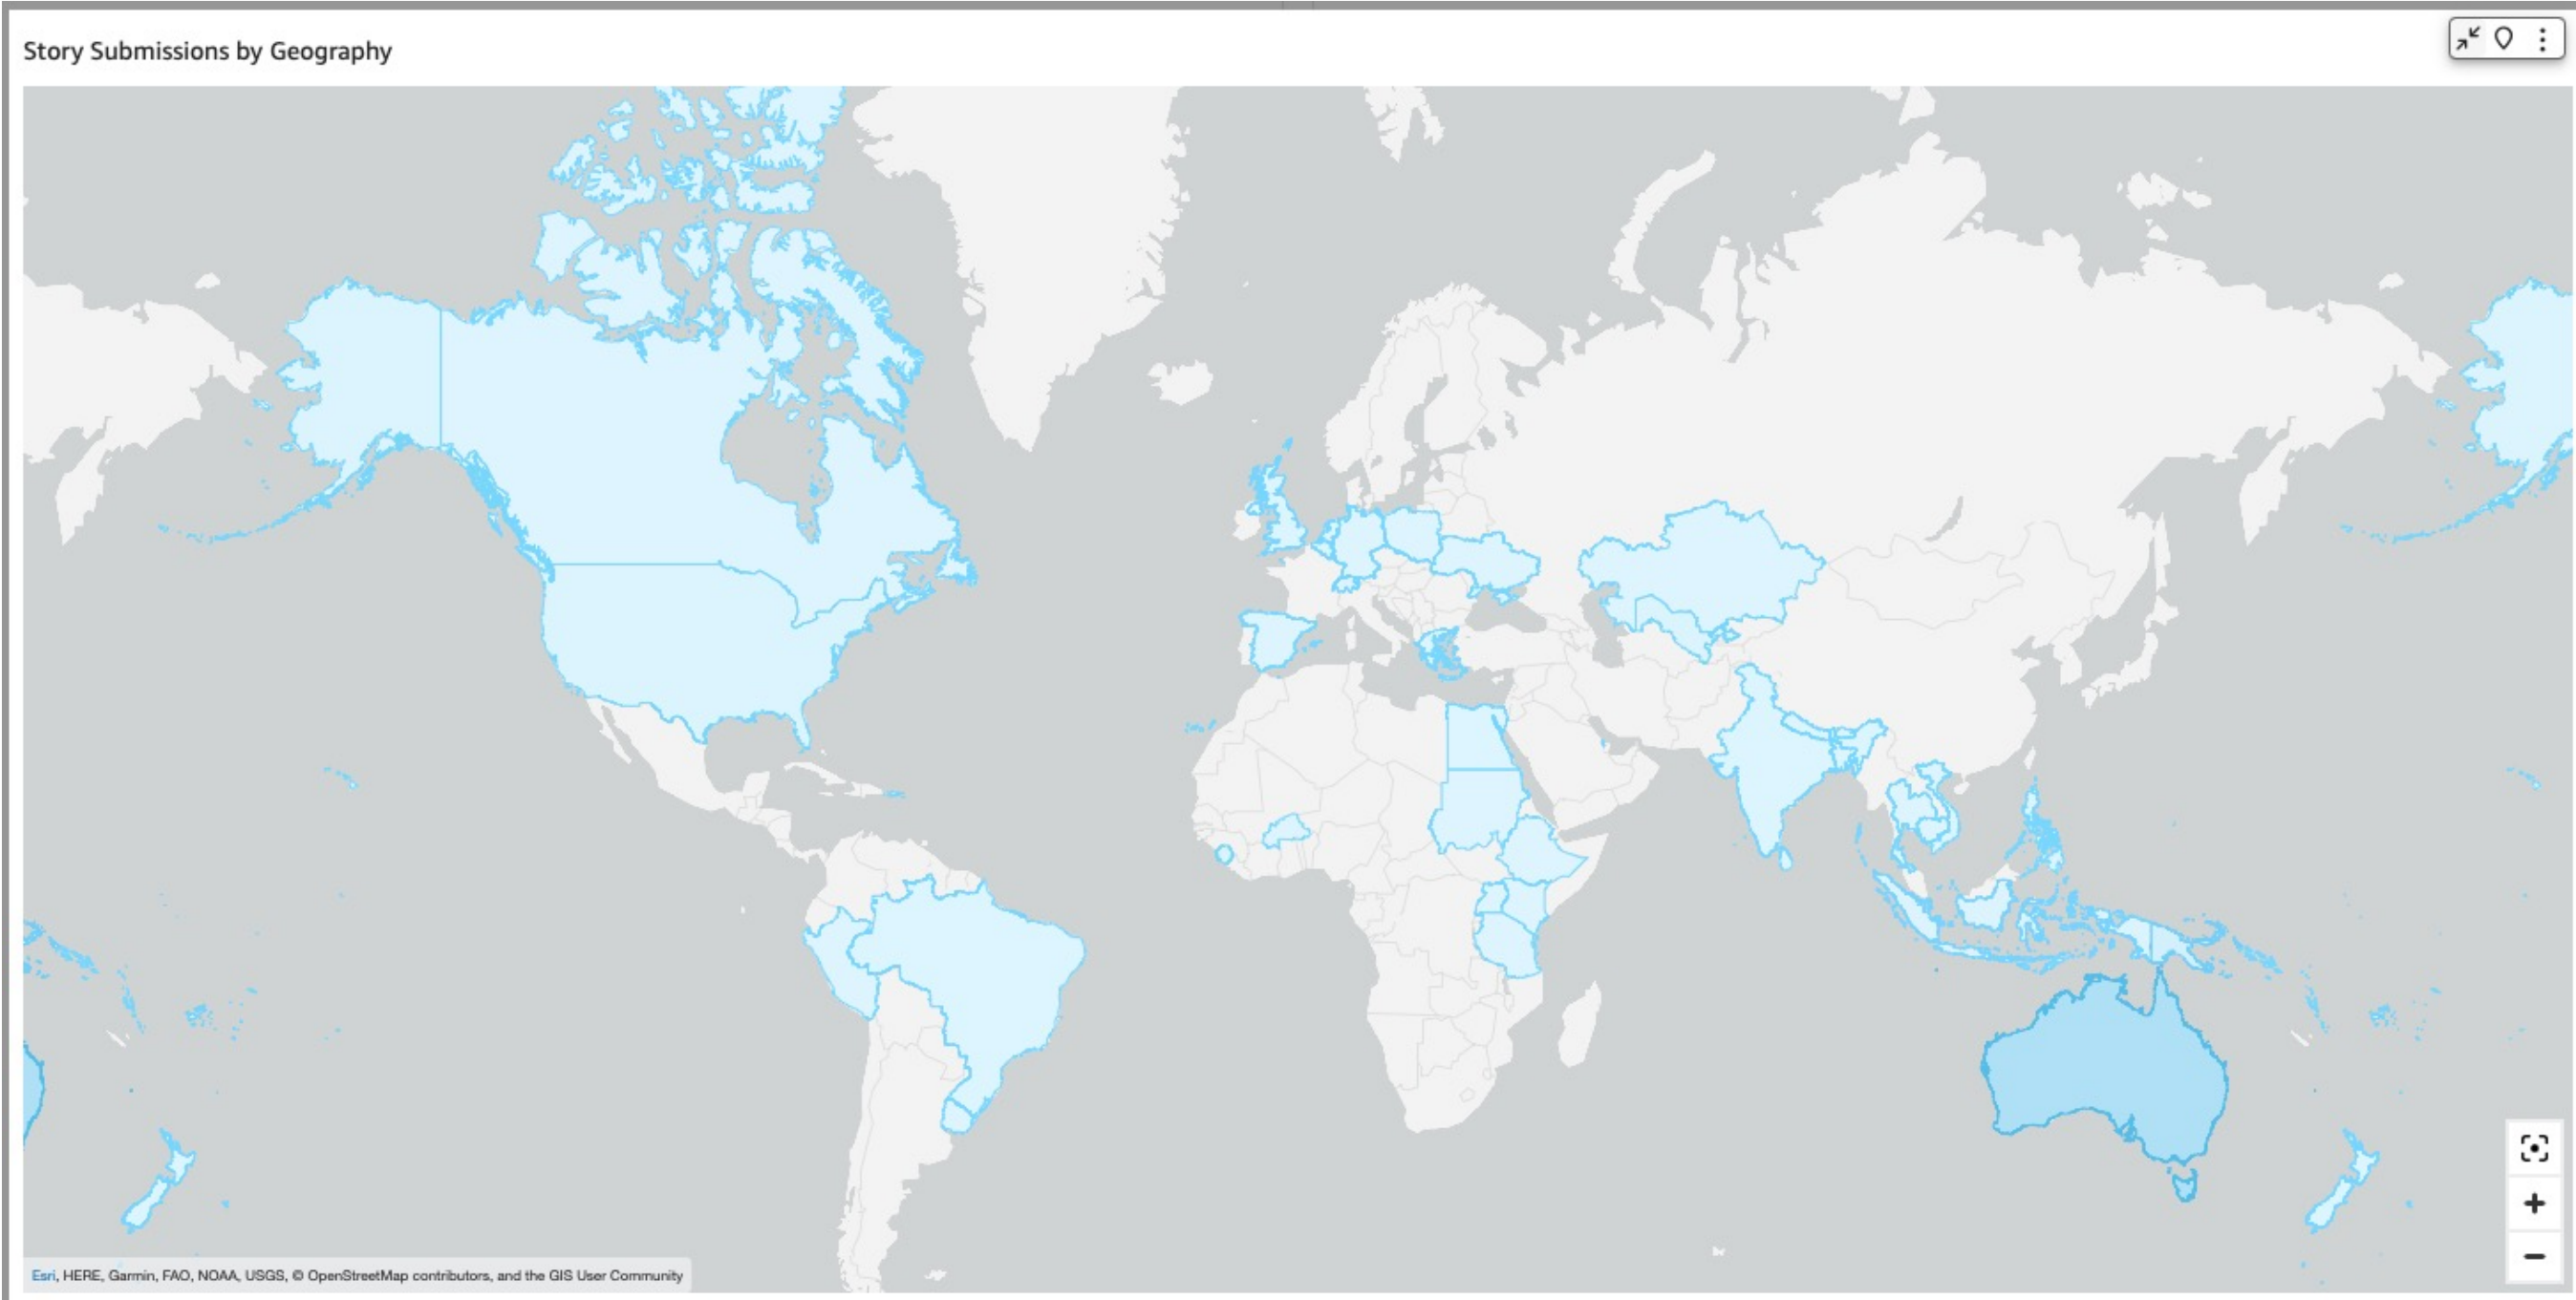 Story Submissions by Geography
Esri, HERE, Garmin, FAO, NOAA, USGS, © OpenStreetMap contributors, and the GIS User Community